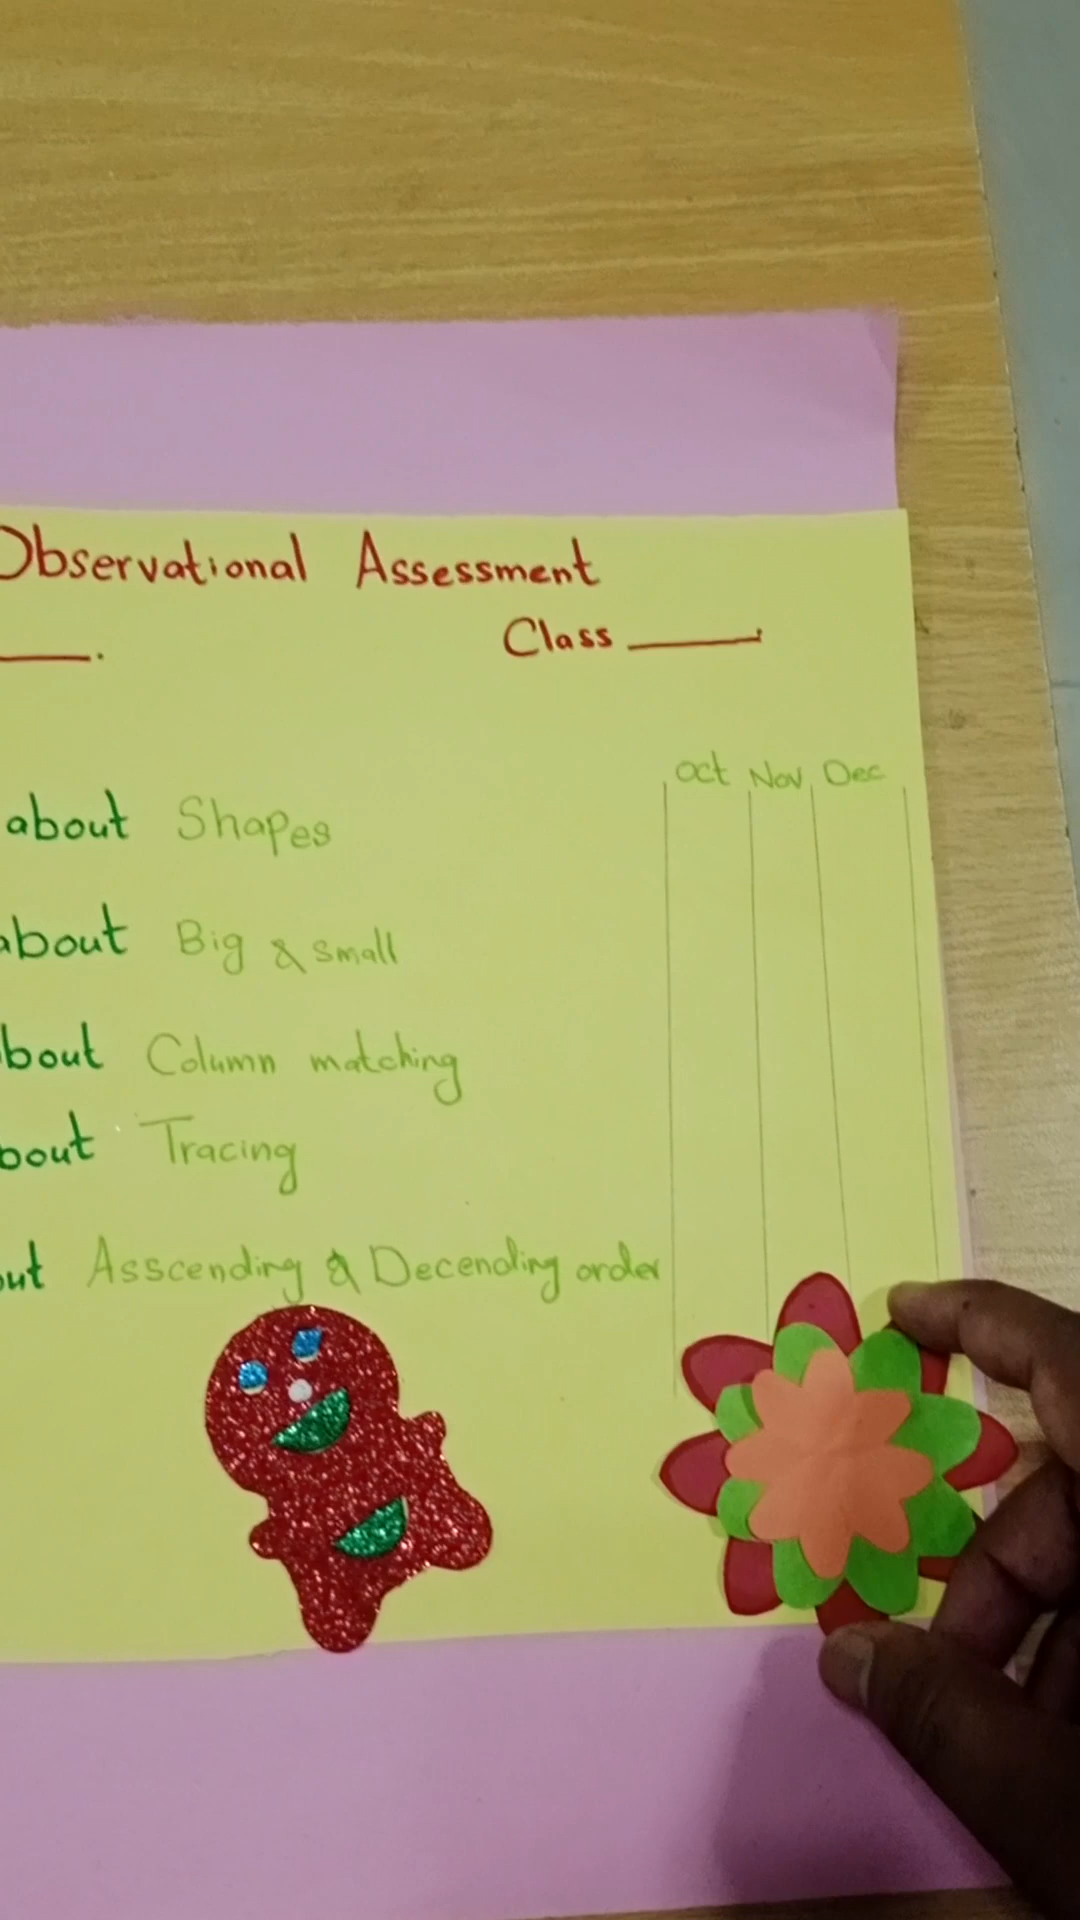 Observational Assessment
Class
Oct Nov Dec
about Shapes
about Big & small
bout Column matching
bout Tracing
out Asscending & Decending order